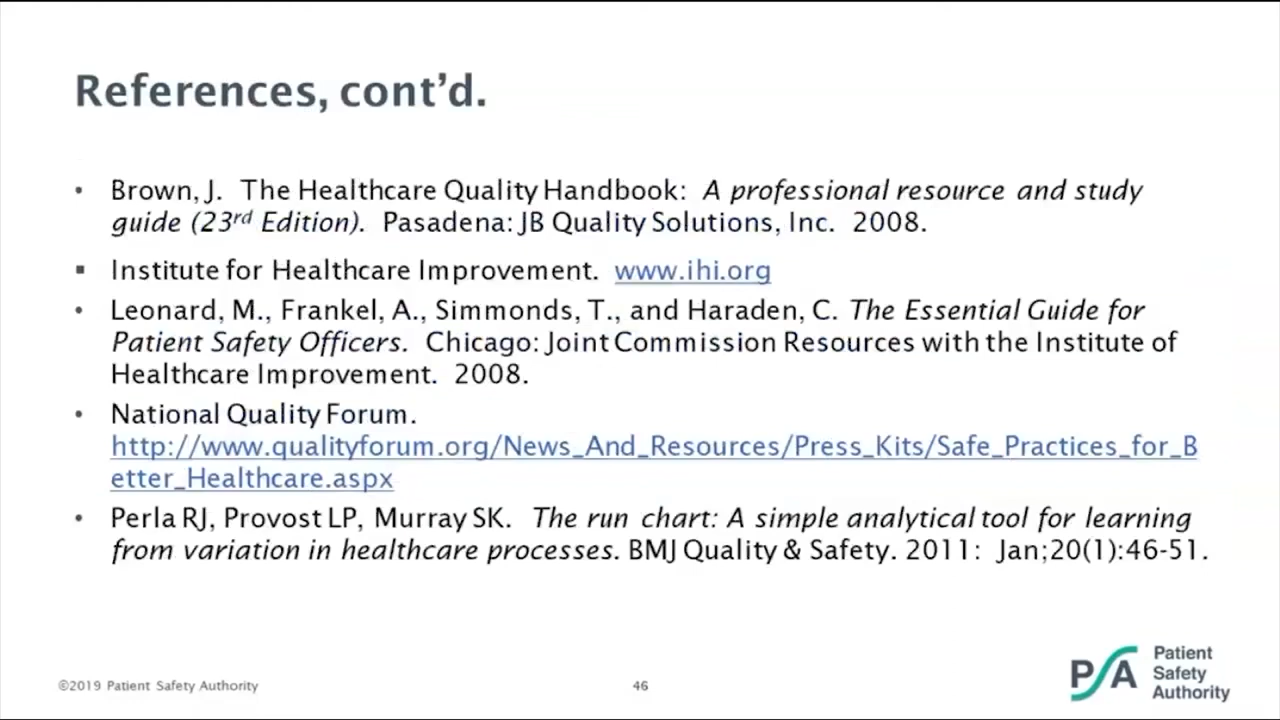 References, cont’d.
• Brown, J. The Healthcare Quality Handbook: A professional resource and study
guide (23rd Edition). Pasadena: JB Quality Solutions, Inc. 2008.
▪ Institute for Healthcare Improvement. www.ihi.org
• Leonard, M., Frankel, A., Simmonds, T., and Haraden, C. The Essential Guide for
Patient Safety Officers. Chicago: Joint Commission Resources with the Institute of
Healthcare Improvement. 2008.
• National Quality Forum.
http://www.qualityforum.org/News_And_Resources/Press_Kits/Safe_Practices_for_B
etter_Healthcare.aspx
• Perla RJ, Provost LP, Murray SK. The run chart: A simple analytical tool for learning
from variation in healthcare processes. BMJ Quality & Safety. 2011: Jan;20(1):46-51.
©2019 Patient Safety Authority
46
PSA
Patient
Safety
Authority